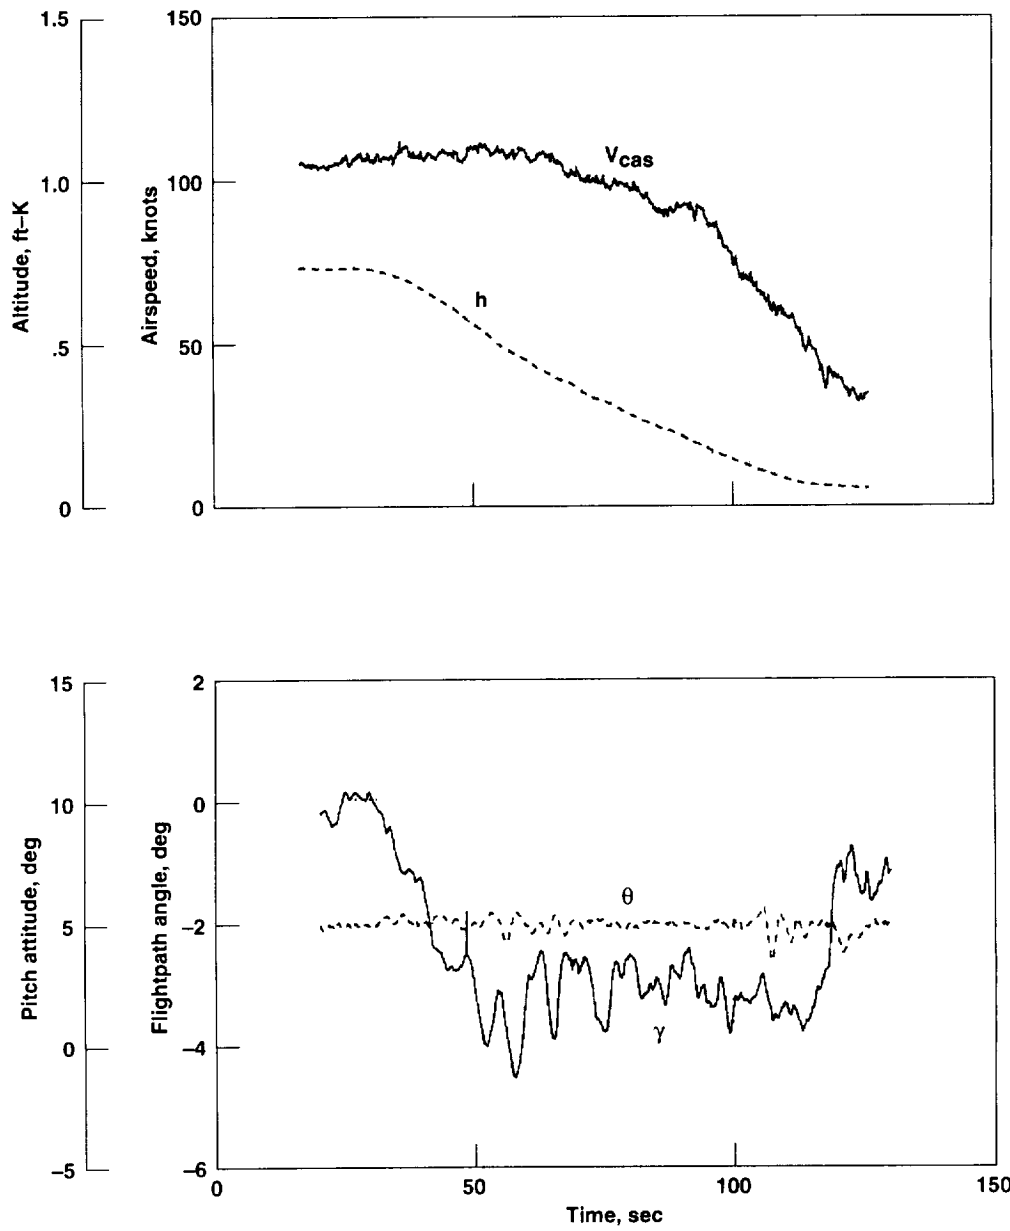 1.5
1.0
.5
0
Altitude, ft–K
150
100
50
0
Airspeed, knots
Vcas
h
15
10
5
0
–5
Pitch attitude, deg
2
0
–2
–4
–6
Flightpath angle, deg
θ
γ
0
50
100
150
Time, sec